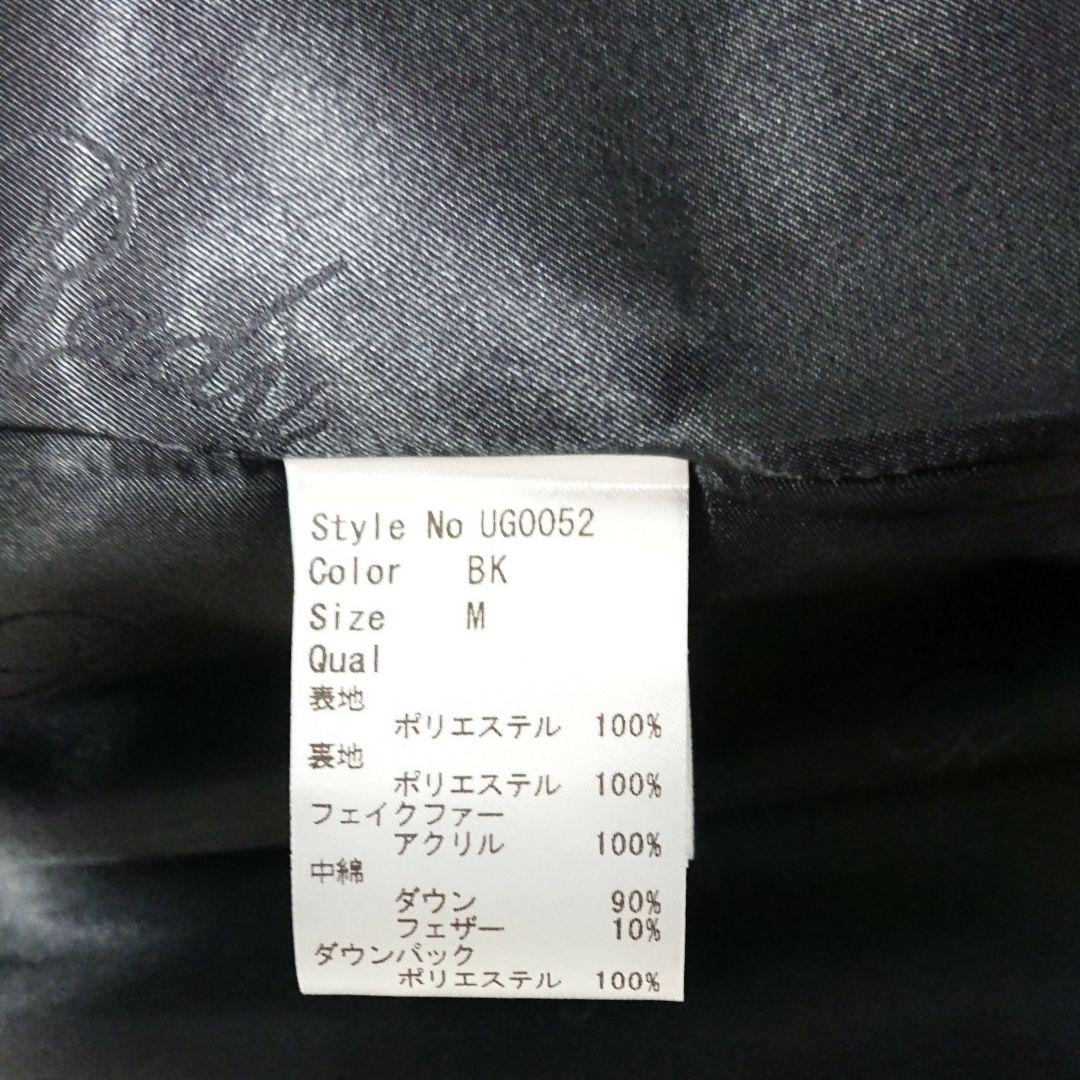 Style No UG0052
Color BK
Size M
Qual
表地
ポリエステル 100%
裏地
ポリエステル 100%
フェイクファー
アクリル 100%
中綿
ダウン 90%
フェザー 10%
ダウンパック
ポリエステル 100%